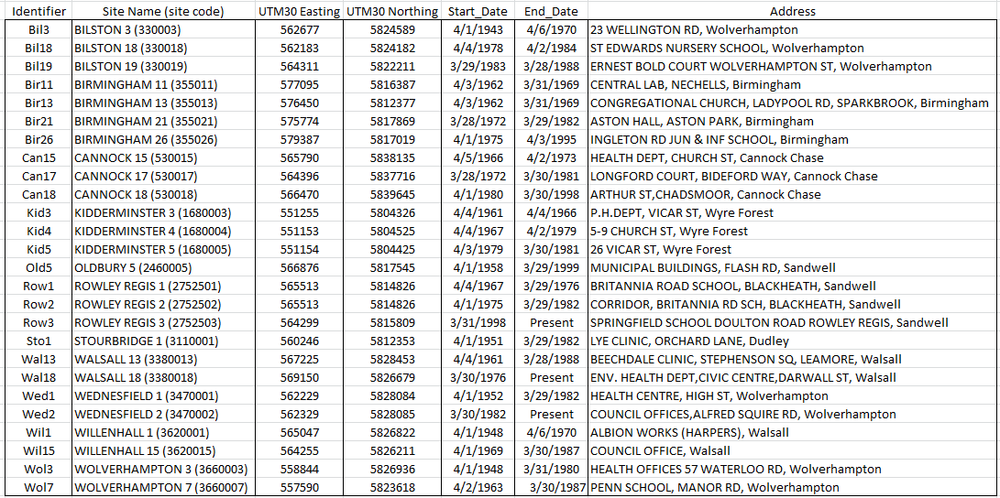 Identifier Site Name (site code) UTM30 Easting UTM30 Northing Start_Date End_Date Address
Bil3 BILSTON 3 (330003) 562677 5824589 4/1/1943 4/6/1970 23 WELLINGTON RD, Wolverhampton
Bil18 BILSTON 18 (330018) 562183 5824182 4/4/1978 4/2/1984 ST EDWARDS NURSERY SCHOOL, Wolverhampton
Bil19 BILSTON 19 (330019) 564311 5822211 3/29/1983 3/28/1988 ERNEST BOLD COURT WOLVERHAMPTON ST, Wolverhampton
Bir11 BIRMINGHAM 11 (355011) 577095 5816387 4/3/1962 3/31/1969 CENTRAL LAB, NECHELLS, Birmingham
Bir13 BIRMINGHAM 13 (355013) 576450 5812377 4/3/1962 3/31/1969 CONGREGATIONAL CHURCH, LADYPOOL RD, SPARKBROOK, Birmingham
Bir21 BIRMINGHAM 21 (355021) 575774 5817869 3/28/1972 3/29/1982 ASTON HALL, ASTON PARK, Birmingham
Bir26 BIRMINGHAM 26 (355026) 579387 5817019 4/1/1975 4/3/1995 INGLETON RD JUN & INF SCHOOL, Birmingham
Can15 CANNOCK 15 (530015) 565790 5838135 4/5/1966 4/2/1973 HEALTH DEPT, CHURCH ST, Cannock Chase
Can17 CANNOCK 17 (530017) 564396 5837716 3/28/1972 3/30/1981 LONGFORD COURT, BIDEFORD WAY, Cannock Chase
Can18 CANNOCK 18 (530018) 566470 5839645 4/1/1980 3/30/1998 ARTHUR ST,CHADSMOOR, Cannock Chase
Kid3 KIDDERMINSTER 3 (1680003) 551255 5804326 4/4/1961 4/4/1966 P.H.DEPT, VICAR ST, Wyre Forest
Kid4 KIDDERMINSTER 4 (1680004) 551153 5804525 4/4/1967 4/2/1979 5-9 CHURCH ST, Wyre Forest
Kid5 KIDDERMINSTER 5 (1680005) 551154 5804425 4/3/1979 3/30/1981 26 VICAR ST, Wyre Forest
Old5 OLDBURY 5 (2460005) 566876 5817545 4/1/1958 3/29/1999 MUNICIPAL BUILDINGS, FLASH RD, Sandwell
Row1 ROWLEY REGIS 1 (2752501) 565513 5814826 4/4/1967 3/29/1976 BRITANNIA ROAD SCHOOL, BLACKHEATH, Sandwell
Row2 ROWLEY REGIS 2 (2752502) 565513 5814826 4/1/1975 3/29/1982 CORRIDOR, BRITANNIA RD SCH, BLACKHEATH, Sandwell
Row3 ROWLEY REGIS 3 (2752503) 564299 5815809 3/31/1998 Present SPRINGFIELD SCHOOL DOULTON ROAD ROWLEY REGIS, Sandwell
Sto1 STOURBRIDGE 1 (3110001) 560246 5812353 4/1/1951 3/29/1982 LYE CLINIC, ORCHARD LANE, Dudley
Wal13 WALSALL 13 (3380013) 567225 5828453 4/4/1961 3/28/1988 BEECHDALE CLINIC, STEPHENSON SQ, LEAMORE, Walsall
Wal18 WALSALL 18 (3380018) 569150 5826679 3/30/1976 Present ENV. HEALTH DEPT,CIVIC CENTRE,DARWALL ST, Walsall
Wed1 WEDNESFIELD 1 (3470001) 562229 5828084 4/1/1952 3/29/1982 HEALTH CENTRE, HIGH ST, Wolverhampton
Wed2 WEDNESFIELD 2 (3470002) 562329 5828085 3/30/1982 Present COUNCIL OFFICES,ALFRED SQUIRE RD, Wolverhampton
Wil1 WILLENHALL 1 (3620001) 565047 5826822 4/1/1948 4/6/1970 ALBION WORKS (HARPERS), Walsall
Wil15 WILLENHALL 15 (3620015) 564255 5826211 4/1/1969 3/30/1987 COUNCIL OFFICE, Walsall
Wol3 WOLVERHAMPTON 3 (3660003) 558844 5826936 4/1/1948 3/31/1980 HEALTH OFFICES 57 WATERLOO RD, Wolverhampton
Wol7 WOLVERHAMPTON 7 (3660007) 557590 5823618 4/2/1963 3/30/1987 PENN SCHOOL, MANOR RD, Wolverhampton